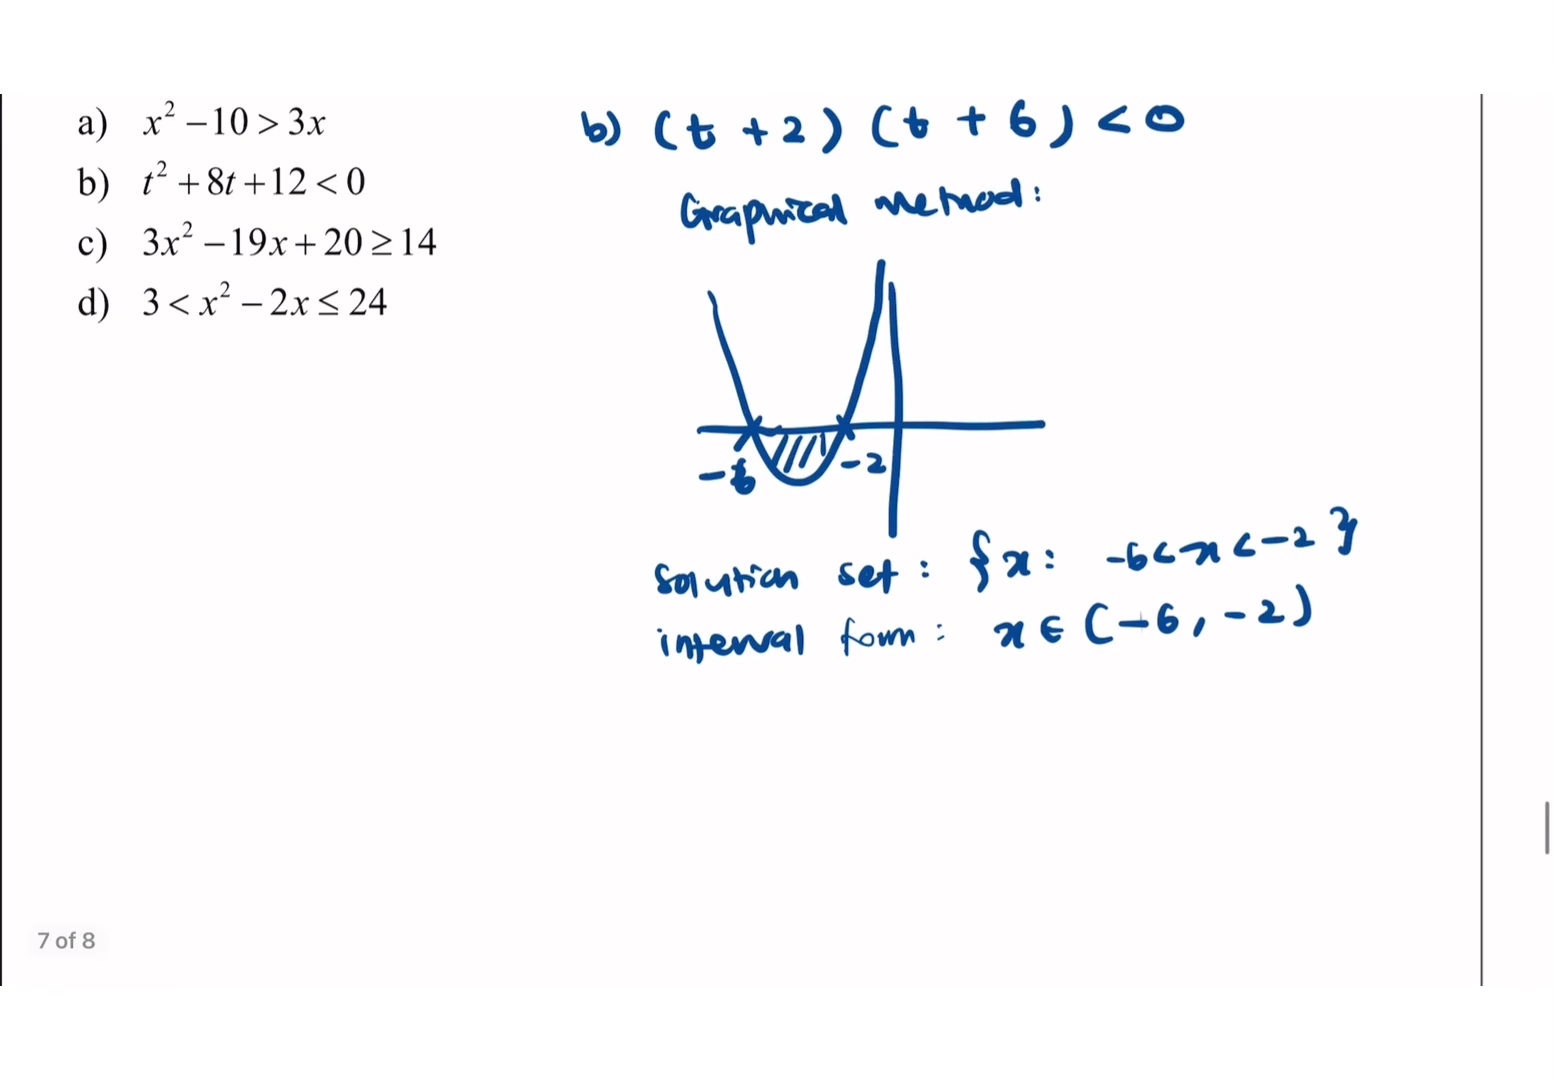 a) x² – 10 > 3x
b) t² + 8t + 12 < 0
c) 3x² – 19x + 20 ≥ 14
d) 3 < x² – 2x ≤ 24
b) (t + 2) (t + 6) < 0
Graphical method:
-6 -2
Solution set : {x: -6 < x < -2}
interval form : x ∈ (-6, -2)
7 of 8